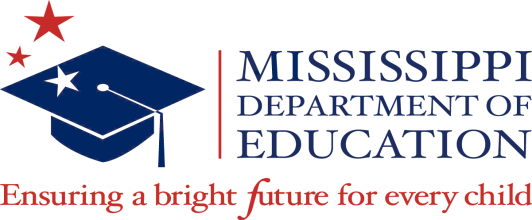 MISSISSIPPI
DEPARTMENT OF
EDUCATION
Ensuring a bright future for every child